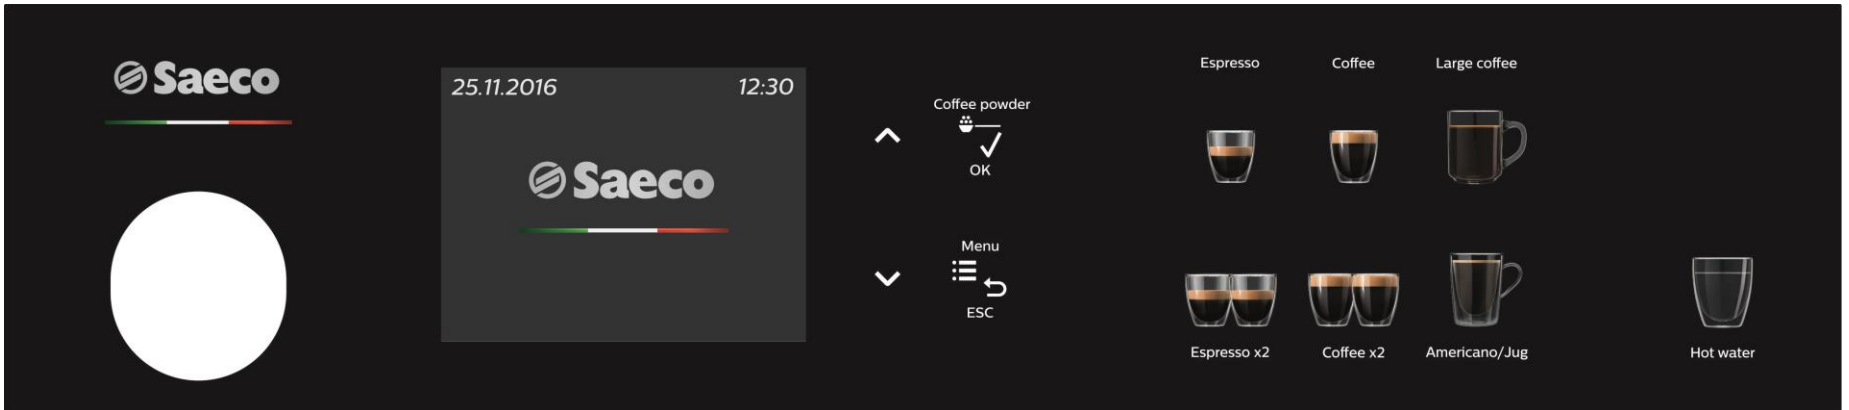 Saeco
25.11.2016 12:30
Saeco
Coffee powder
OK
Menu
ESC
Espresso Coffee Large coffee
Espresso x2 Coffee x2 Americano/Jug Hot water